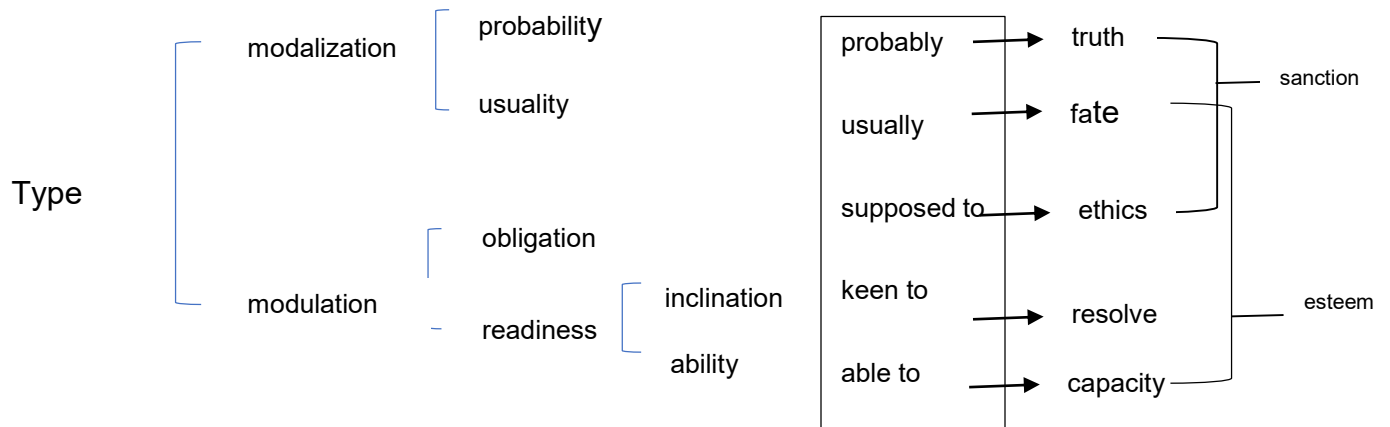 Type
modalization
probability
usuality
modulation
obligation
readiness
inclination
ability
probably
usually
supposed to
keen to
able to
truth
fate
ethics
resolve
capacity
sanction
esteem